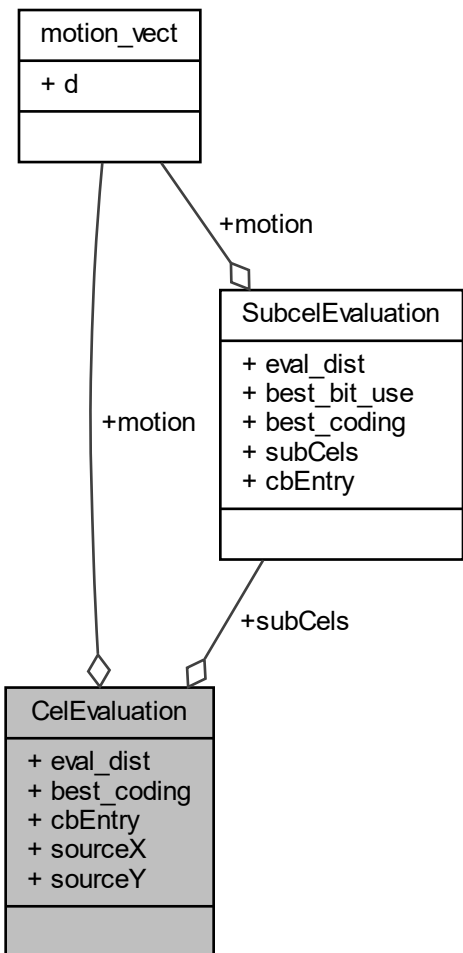 motion_vect
+ d
+motion
SubcelEvaluation
+ eval_dist
+ best_bit_use
+ best_coding
+ subCels
+ cbEntry
+motion
+subCels
CelEvaluation
+ eval_dist
+ best_coding
+ cbEntry
+ sourceX
+ sourceY